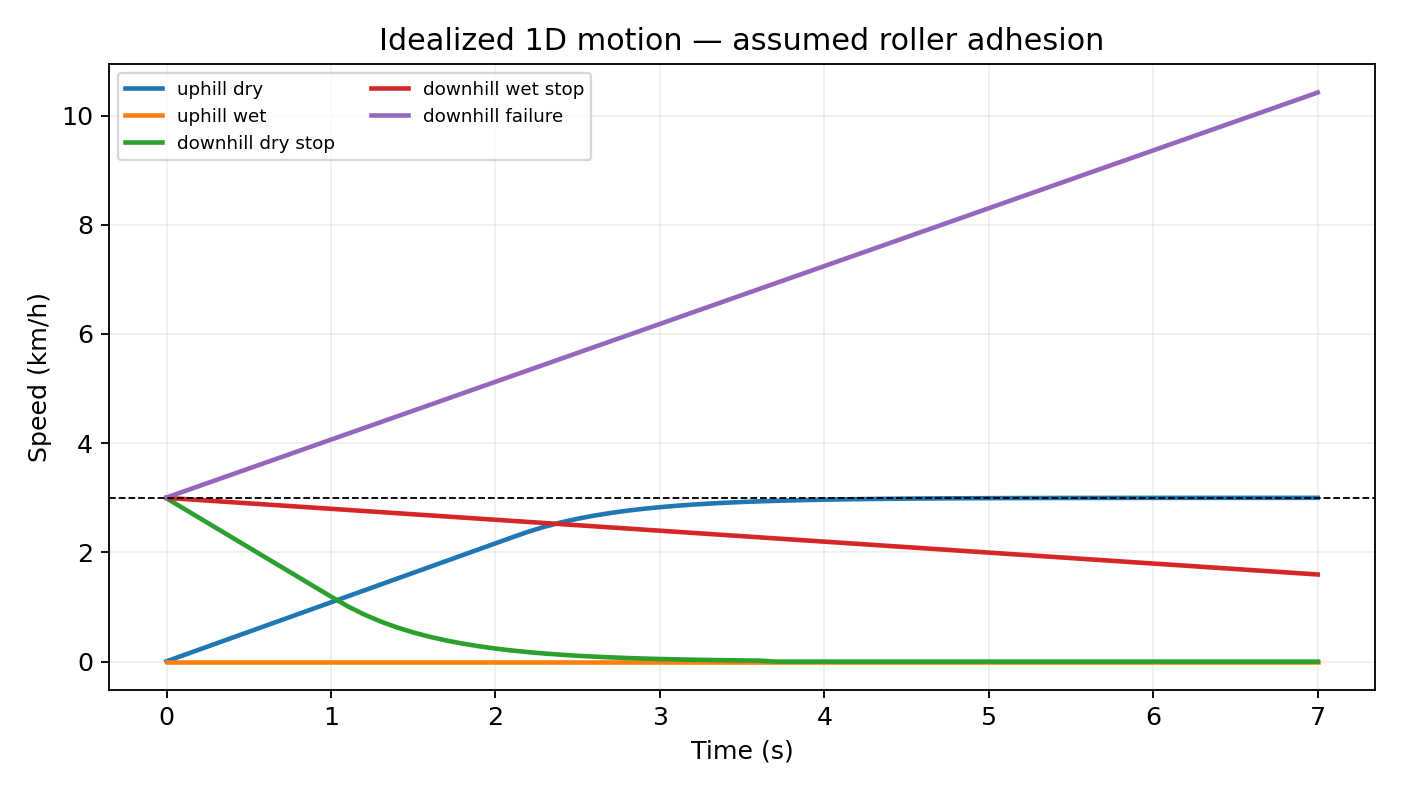 Idealized 1D motion — assumed roller adhesion
uphill dry
uphill wet
downhill dry stop
downhill wet stop
downhill failure
Speed (km/h)
10
8
6
4
2
0
0 1 2 3 4 5 6 7
Time (s)